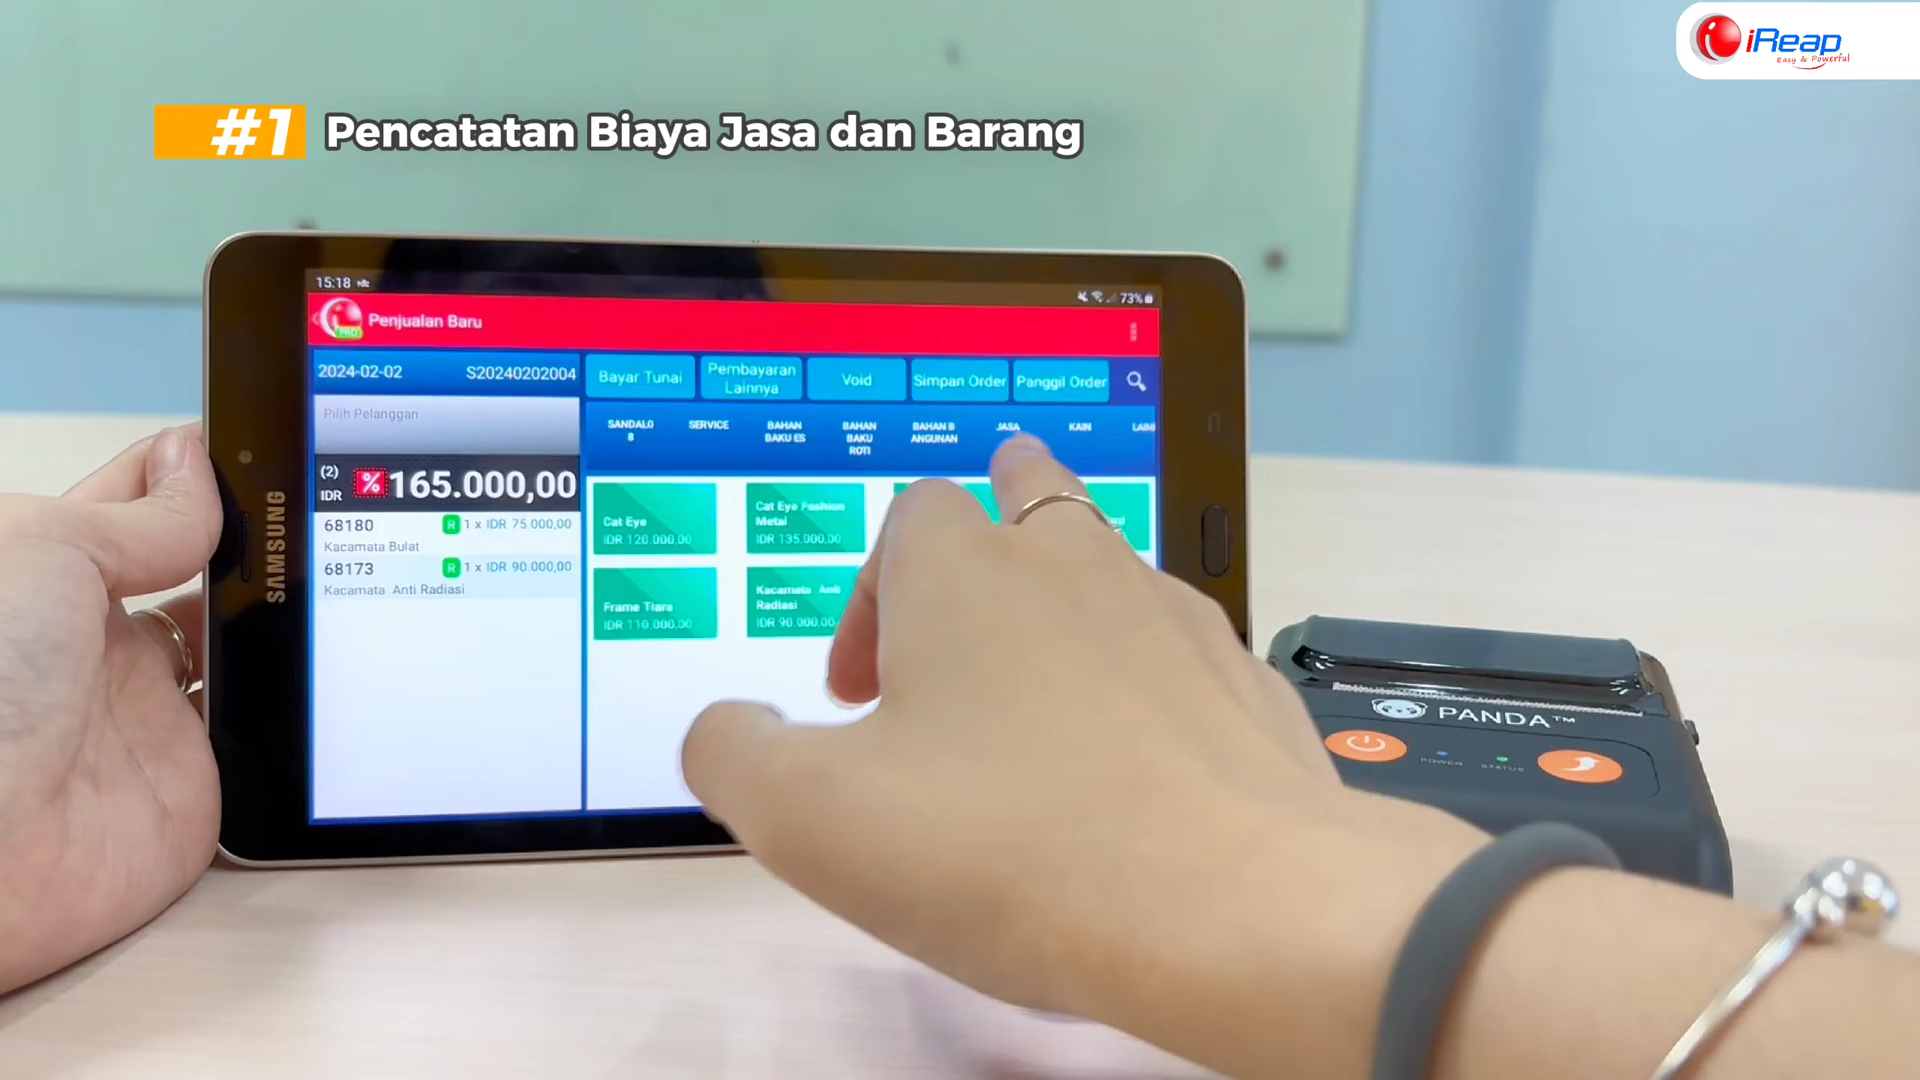 iReap
Easy & Powerful
#1 Pencatatan Biaya Jasa dan Barang
15:18
73%
PRO
Penjualan Baru
2024-02-02 S20240202004
Bayar Tunai
Pembayaran
Lainnya
Void
Simpan Order
Panggil Order
Pilih Pelanggan
SANDALO
B
SERVICE
BAHAN
BAKU ES
BAHAN
BAKU
ROTI
BAHAN B
ANGUNAN
JASA
KAIN
(2)
IDR % 165.000,00
68180 R 1 x IDR 75.000,00
Kacamata Bulat
68173 R 1 x IDR 90.000,00
Kacamata Anti Radiasi
Cat Eye
IDR 120.000,00
Cat Eye Fashion
Metal
IDR 135.000,00
Frame Tiara
IDR 110.000,00
Kacamata Anti
Radiasi
IDR 90.000,00
SAMSUNG
PANDA™
POWER
STATUS